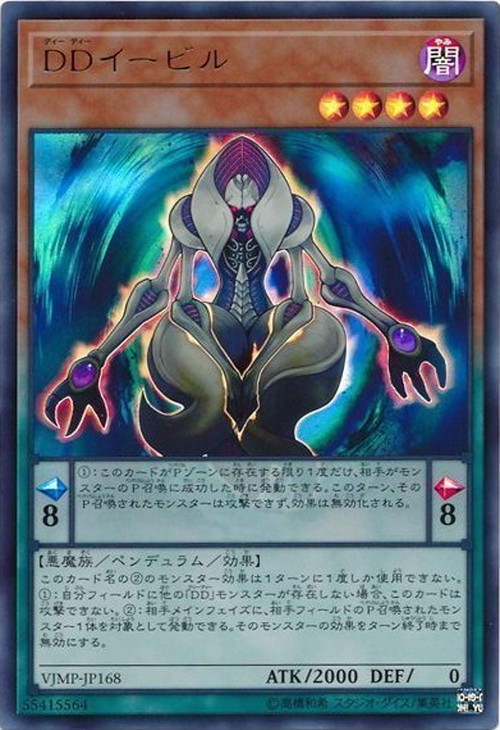 ディー ディー
DDイービル
やみ
闇
①：このカードがPゾーンに存在する限り1度だけ、相手がモン
スターのP召喚に成功した時に発動できる。このターン、その
P召喚されたモンスターは攻撃できず、効果は無効化される。
8
8
【悪魔族／ペンデュラム／効果】
このカード名の②のモンスター効果は1ターンに1度しか使用できない。
①：自分フィールドに他の「DD」モンスターが存在しない場合、このカードは
攻撃できない。②：相手メインフェイズに、相手フィールドのP召喚されたモン
スター1体を対象として発動できる。そのモンスターの効果をターン終了時まで
無効にする。
VJMP-JP168
ATK/2000 DEF/ 0
55415564
©高橋和希 スタジオ・ダイス/集英社